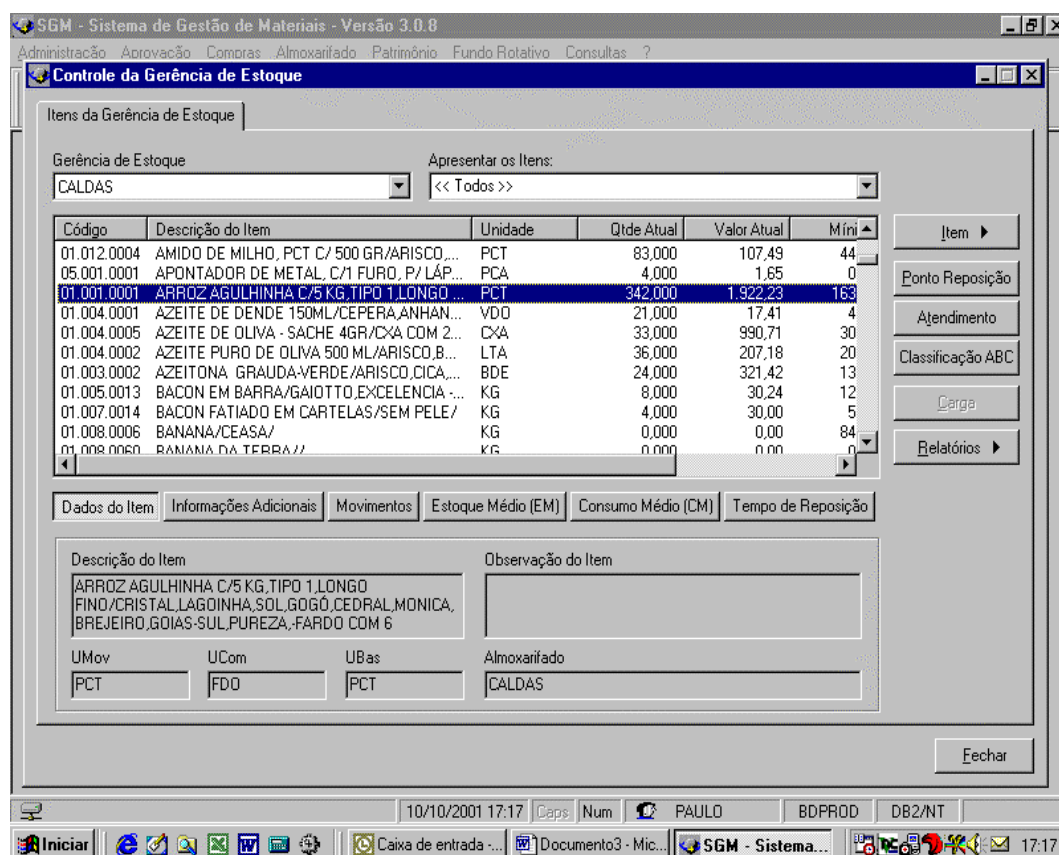 SGM - Sistema de Gestão de Materiais - Versão 3.0.8
Administração Aprovação Compras Almoxarifado Patrimônio Fundo Rotativo Consultas ?
Controle da Gerência de Estoque
Itens da Gerência de Estoque
Gerência de Estoque Apresentar os Itens:
CALDAS << Todos >>
Código Descrição do Item Unidade Qtde Atual Valor Atual Míni
01.012.0004 AMIDO DE MILHO, PCT C/ 500 GR/ARISCO,... PCT 83,000 107,49 44
05.001.0001 APONTADOR DE METAL, C/1 FURO, P/ LÁP... PCA 4,000 1,65 0
01.001.0001 ARROZ AGULHINHA C/5 KG,TIPO 1,LONGO ... PCT 342,000 1.922,23 163
01.004.0001 AZEITE DE DENDE 150ML/CEPERA,ANHAN... VDO 21,000 17,41 4
01.004.0005 AZEITE DE OLIVA - SACHE 4GR/CXA COM 2... CXA 33,000 990,71 30
01.004.0002 AZEITE PURO DE OLIVA 500 ML/ARISCO,B... LTA 36,000 207,18 20
01.003.0002 AZEITONA GRAUDA-VERDE/ARISCO,CICA,... BDE 24,000 321,42 13
01.005.0013 BACON EM BARRA/GAIOTTO,EXCELENCIA -... KG 8,000 30,24 12
01.007.0014 BACON FATIADO EM CARTELAS/SEM PELE/ KG 4,000 30,00 5
01.008.0006 BANANA/CEASA/ KG 0,000 0,00 84
01.008.0060 BANANA DA TERRA// KG 0,000 0,00 0
Item
Ponto Reposição
Atendimento
Classificação ABC
Carga
Relatórios
Dados do Item Informações Adicionais Movimentos Estoque Médio (EM) Consumo Médio (CM) Tempo de Reposição
Descrição do Item Observação do Item
ARROZ AGULHINHA C/5 KG,TIPO 1,LONGO
FINO/CRISTAL,LAGOINHA,SOL,GOGÓ,CEDRAL,MONICA,
BREJEIRO,GOIAS-SUL,PUREZA,-FARDO COM 6
UMov UCom UBas Almoxarifado
PCT FDO PCT CALDAS
Fechar
10/10/2001 17:17 Caps Num PAULO BDPROD DB2/NT
Iniciar Caixa de entrada -... Documento3 - Mic... SGM - Sistema... 17:17